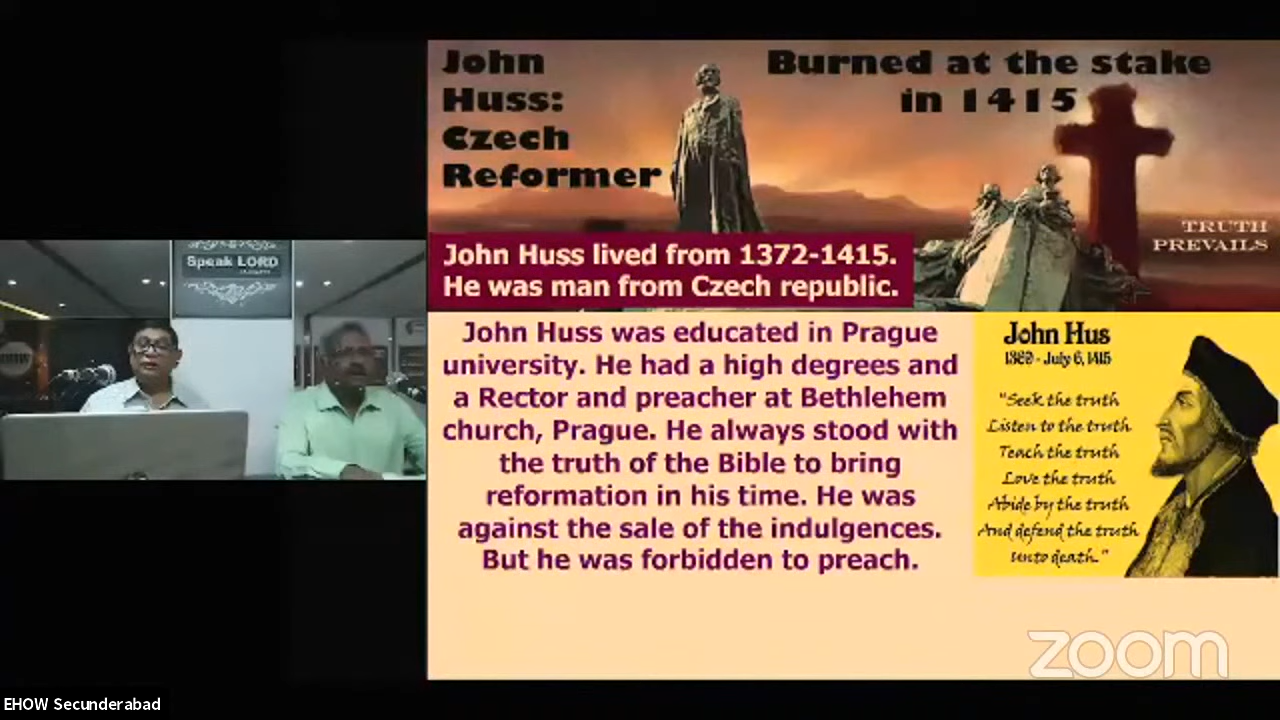 John
Huss:
Czech
Reformer
Burned at the stake
in 1415
TRUTH
PREVAILS
John Huss lived from 1372-1415.
He was man from Czech republic.
John Huss was educated in Prague
university. He had a high degrees and
a Rector and preacher at Bethlehem
church, Prague. He always stood with
the truth of the Bible to bring
reformation in his time. He was
against the sale of the indulgences.
But he was forbidden to preach.
John Hus
1369 - July 6, 1415
"Seek the truth
Listen to the truth
Teach the truth
Love the truth
Abide by the truth
And defend the truth
Unto death."
Speak LORD
zoom
EHOW Secunderabad